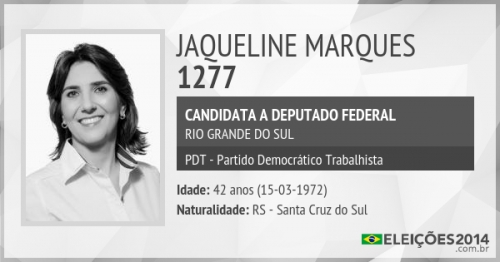 JAQUELINE MARQUES
1277
CANDIDATA A DEPUTADO FEDERAL
RIO GRANDE DO SUL
PDT - Partido Democrático Trabalhista
Idade: 42 anos (15-03-1972)
Naturalidade: RS - Santa Cruz do Sul
ELEIÇÕES2014
.com.br